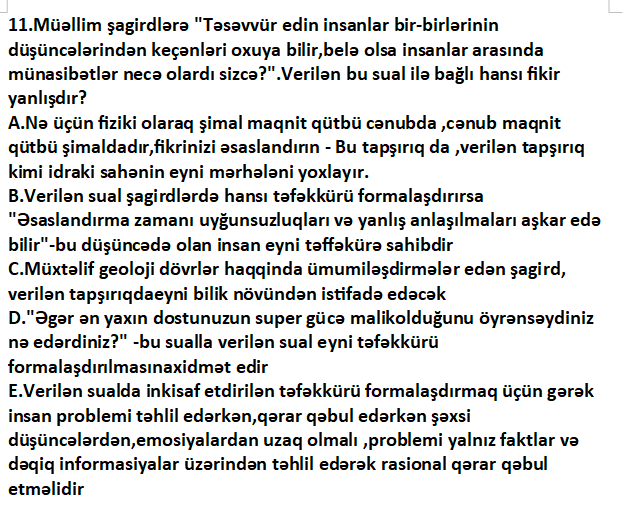 11.Müəllim şagirdlərə "Təsəvvür edin insanlar bir-birlərinin
düşüncələrindən keçənləri oxuya bilir,belə olsa insanlar arasında
münasibətlər necə olardı sizcə?".Verilən bu sual ilə bağlı hansı fikir
yanlışdır?
A.Nə üçün fiziki olaraq şimal maqnit qütbü cənubda ,cənub maqnit
qütbü şimaldadır,fikrinizi əsaslandırın - Bu tapşırıq da ,verilən tapşırıq
kimi idraki sahənin eyni mərhələni yoxlayır.
B.Verilən sual şagirdlərdə hansı təfəkkürü formalaşdırırsa
"Əsaslandırma zamanı uyğunsuzluqları və yanlış anlaşılmaları aşkar edə
bilir"-bu düşüncədə olan insan eyni təffəkürə sahibdir
C.Müxtəlif geoloji dövrlər haqqinda ümumiləşdirmələr edən şagird,
verilən tapşırıqdaeyni bilik növündən istifadə edəcək
D."Əgər ən yaxın dostunuzun super gücə malikolduğunu öyrənsəydiniz
nə edərdiniz?" -bu sualla verilən sual eyni təfəkkürü
formalaşdırılmasınaxidmət edir
E.Verilən sualda inkisaf etdirilən təfəkkürü formalaşdırmaq üçün gərək
insan problemi təhlil edərkən,qərar qəbul edərkən şəxsi
düşüncələrdən,emosiyalardan uzaq olmalı ,problemi yalnız faktlar və
dəqiq informasiyalar üzərindən təhlil edərək rasional qərar qəbul
etməlidir